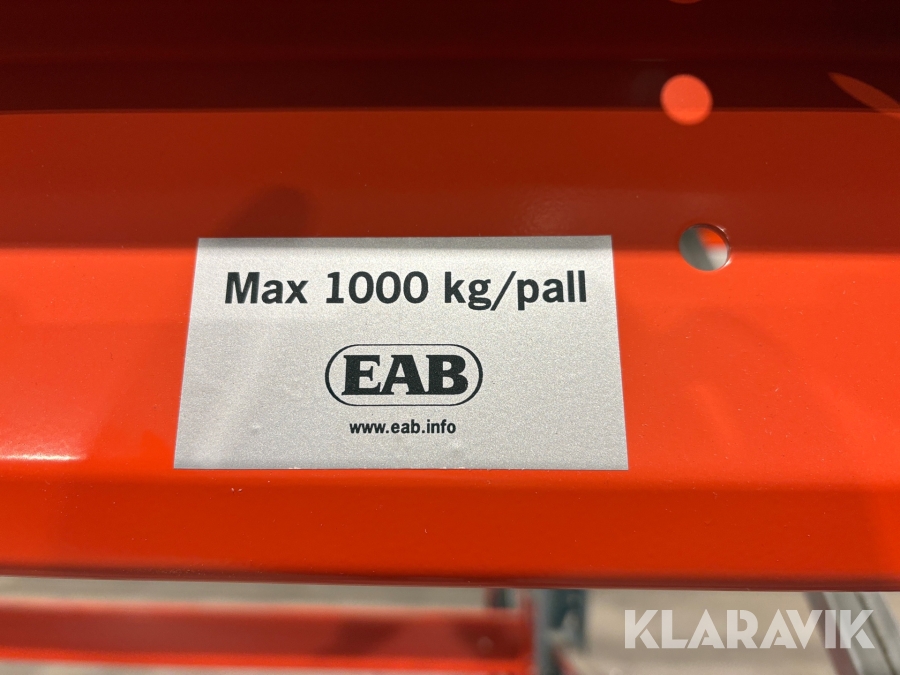 Max 1000 kg/pall
EAB
www.eab.info
KLARAVIK